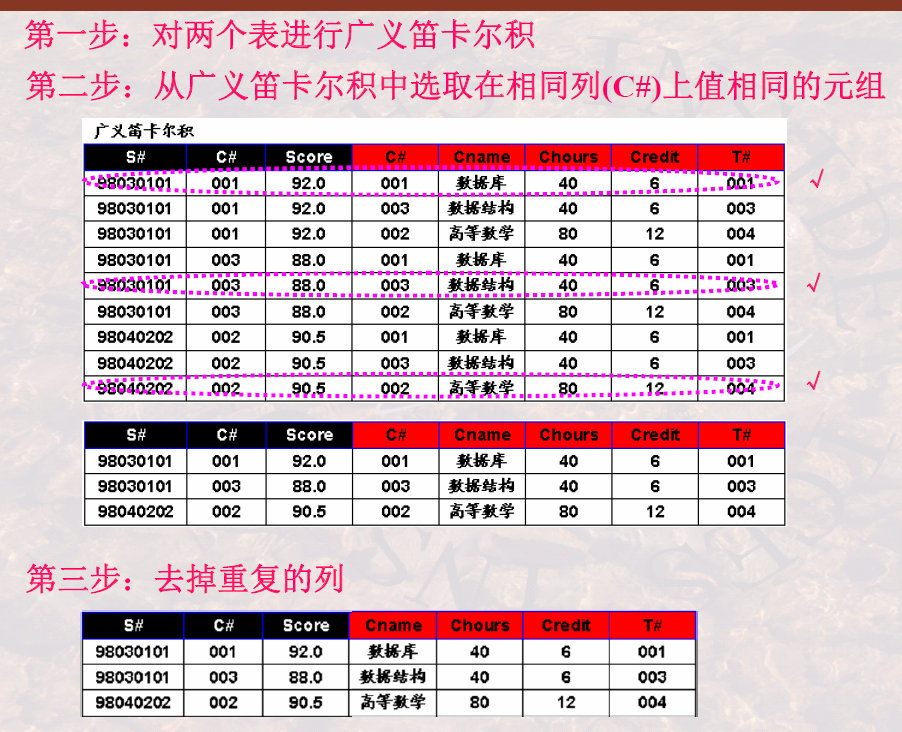 第一步：对两个表进行广义笛卡尔积
第二步：从广义笛卡尔积中选取在相同列(C#)上值相同的元组
广义笛卡尔积
S# C# Score C# Cname Chours Credit T#
98030101 001 92.0 001 数据库 40 6 001 √
98030101 001 92.0 003 数据结构 40 6 003
98030101 001 92.0 002 高等数学 80 12 004
98030101 003 88.0 001 数据库 40 6 001
98030101 003 88.0 003 数据结构 40 6 003 √
98030101 003 88.0 002 高等数学 80 12 004
98040202 002 90.5 001 数据库 40 6 001
98040202 002 90.5 003 数据结构 40 6 003
98040202 002 90.5 002 高等数学 80 12 004 √
S# C# Score C# Cname Chours Credit T#
98030101 001 92.0 001 数据库 40 6 001
98030101 003 88.0 003 数据结构 40 6 003
98040202 002 90.5 002 高等数学 80 12 004
第三步：去掉重复的列
S# C# Score Cname Chours Credit T#
98030101 001 92.0 数据库 40 6 001
98030101 003 88.0 数据结构 40 6 003
98040202 002 90.5 高等数学 80 12 004